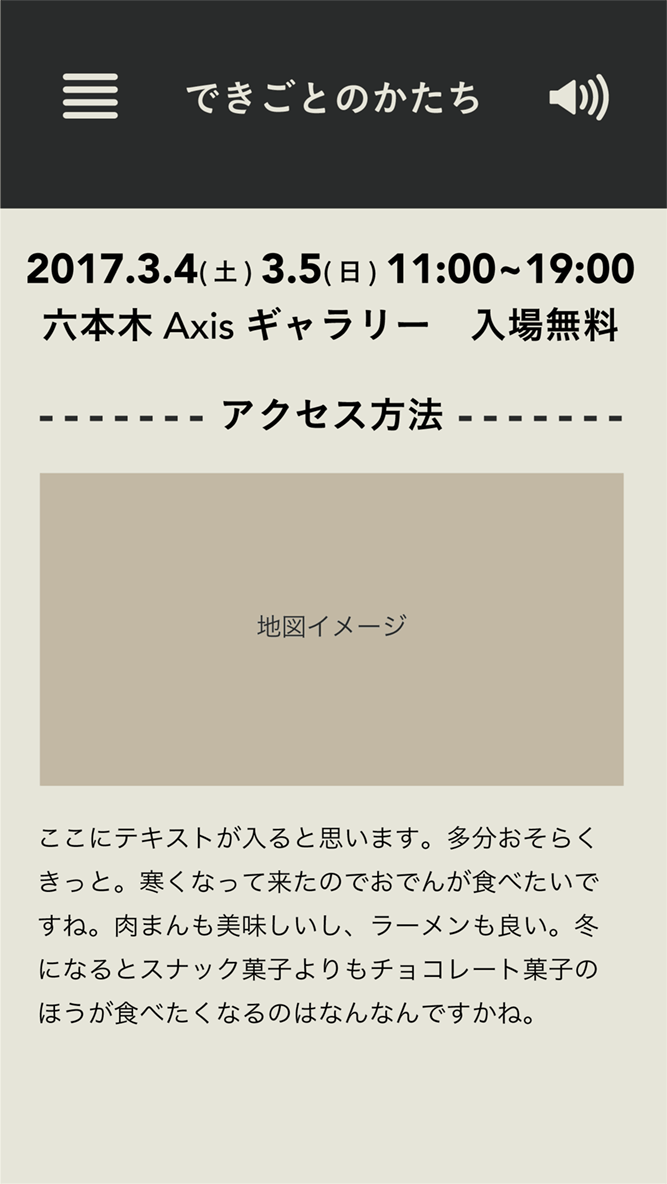 できごとのかたち
2017.3.4(土) 3.5(日) 11:00~19:00
六本木 Axis ギャラリー　入場無料
------- アクセス方法 -------
地図イメージ
ここにテキストが入ると思います。多分おそらく
きっと。寒くなって来たのでおでんが食べたいで
すね。肉まんも美味しいし、ラーメンも良い。冬
になるとスナック菓子よりもチョコレート菓子の
ほうが食べたくなるのはなんなんですかね。